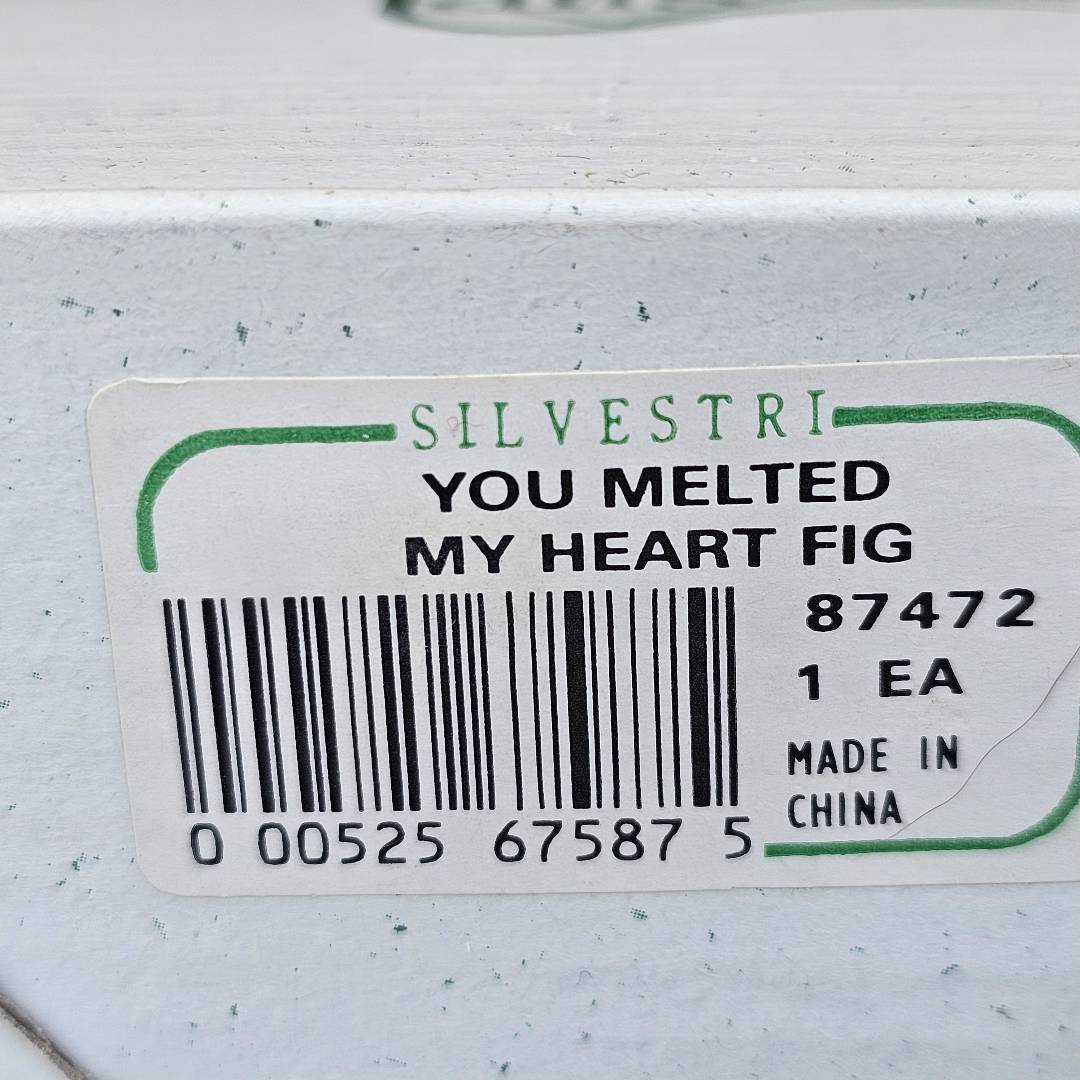 SILVESTRI
YOU MELTED
MY HEART FIG
87472
1 EA
MADE IN
CHINA
0 00525 67587 5